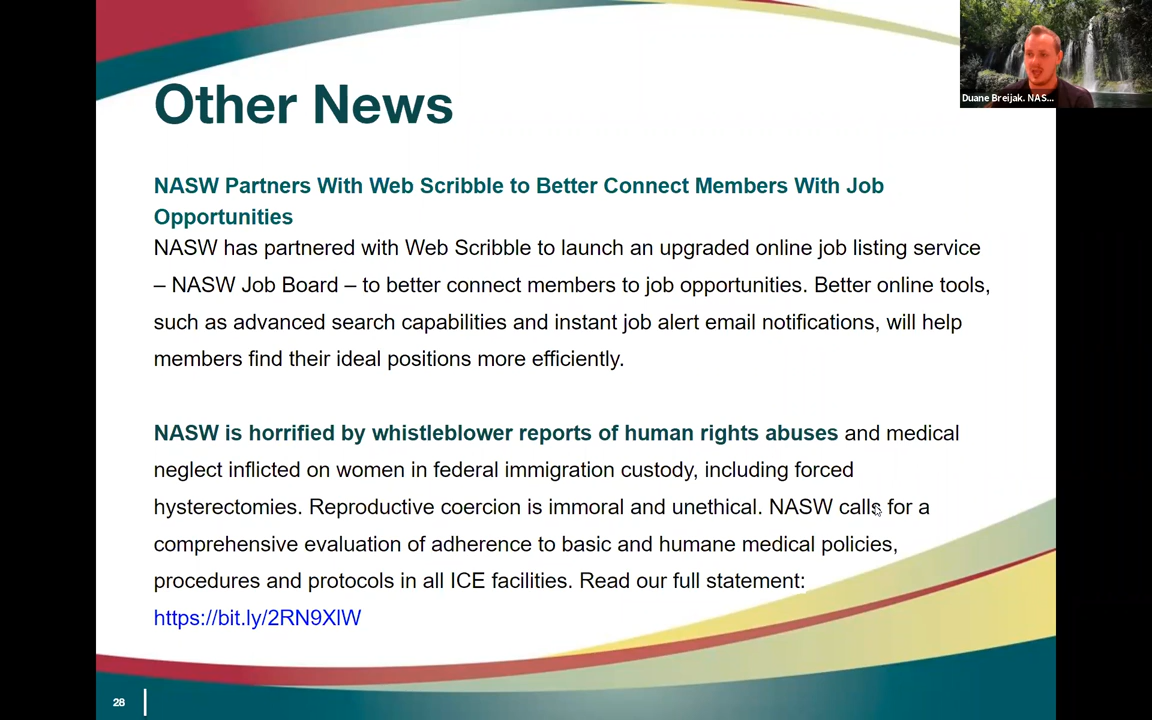 Other News
Duane Breijak. NAS...
NASW Partners With Web Scribble to Better Connect Members With Job
Opportunities
NASW has partnered with Web Scribble to launch an upgraded online job listing service
– NASW Job Board – to better connect members to job opportunities. Better online tools,
such as advanced search capabilities and instant job alert email notifications, will help
members find their ideal positions more efficiently.
NASW is horrified by whistleblower reports of human rights abuses and medical
neglect inflicted on women in federal immigration custody, including forced
hysterectomies. Reproductive coercion is immoral and unethical. NASW calls for a
comprehensive evaluation of adherence to basic and humane medical policies,
procedures and protocols in all ICE facilities. Read our full statement:
https://bit.ly/2RN9XlW
28